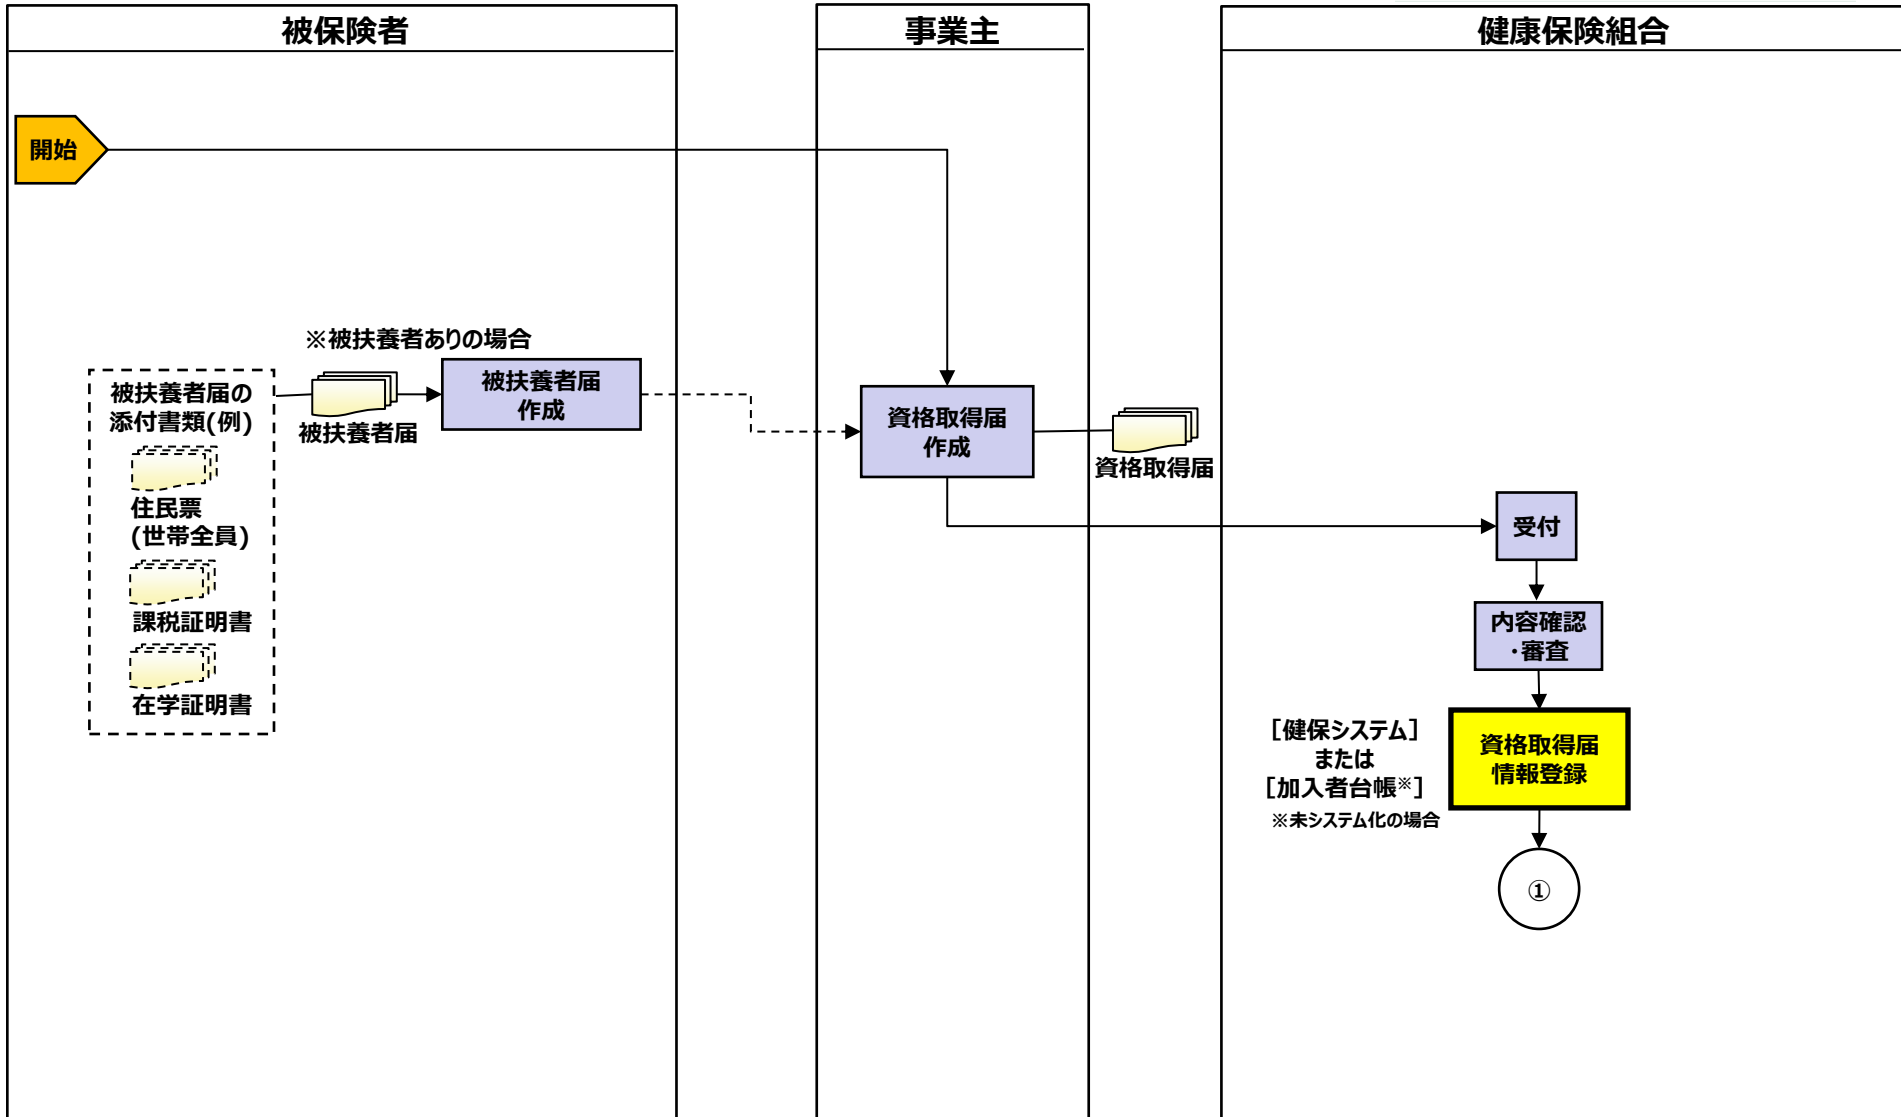 被保険者
事業主
健康保険組合
開始
※被扶養者ありの場合
被扶養者届の
添付書類(例)
住民票
(世帯全員)
課税証明書
在学証明書
被扶養者届
被扶養者届
作成
資格取得届
作成
資格取得届
受付
内容確認
・審査
[健保システム]
または
[加入者台帳※]
※未システム化の場合
資格取得届
情報登録
①